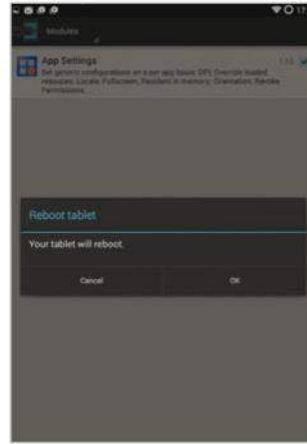 Modules
App Settings
Set generic configurations on a per app basis: DPI; Override loaded
resources; Locale; Fullscreen; Resident in memory; Orientation; Revoke
Permissions; ...
Reboot tablet
Your tablet will reboot.
Cancel
OK